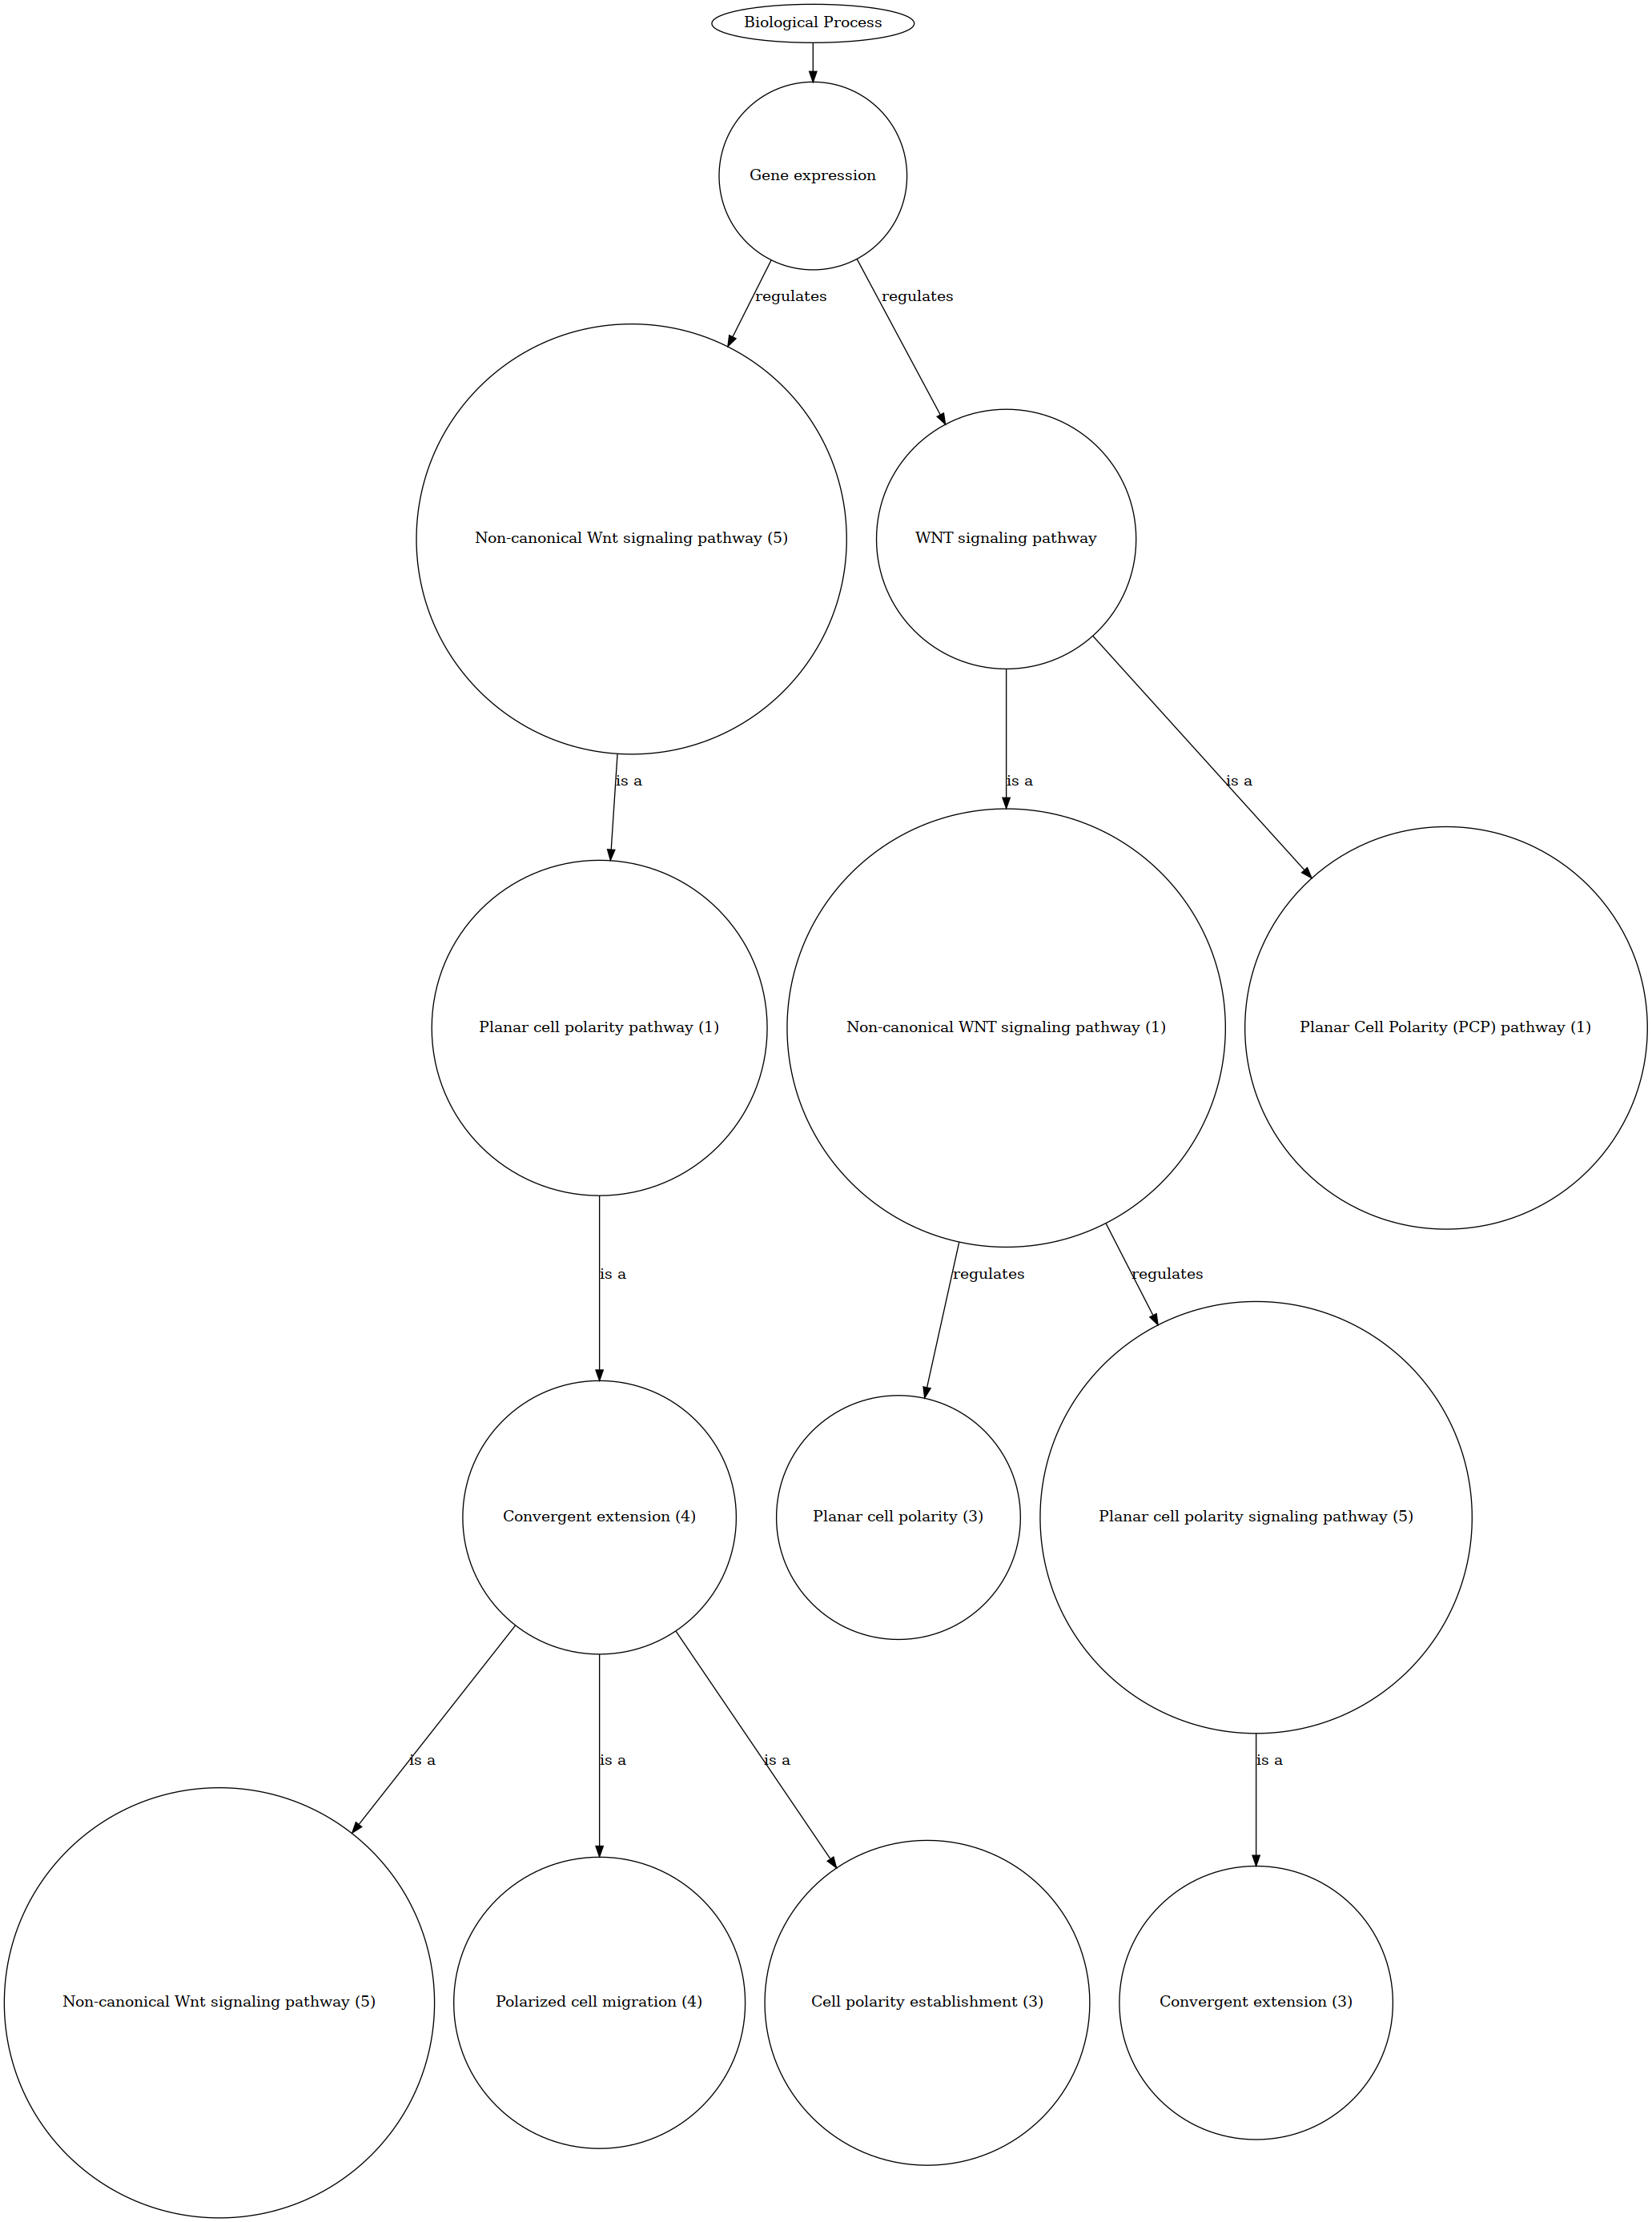 Biological Process
Gene expression
regulates
regulates
Non-canonical Wnt signaling pathway (5)
WNT signaling pathway
is a
is a
is a
Planar cell polarity pathway (1)
Non-canonical WNT signaling pathway (1)
Planar Cell Polarity (PCP) pathway (1)
is a
regulates
regulates
Convergent extension (4)
Planar cell polarity (3)
Planar cell polarity signaling pathway (5)
is a
is a
is a
is a
Non-canonical Wnt signaling pathway (5)
Polarized cell migration (4)
Cell polarity establishment (3)
Convergent extension (3)